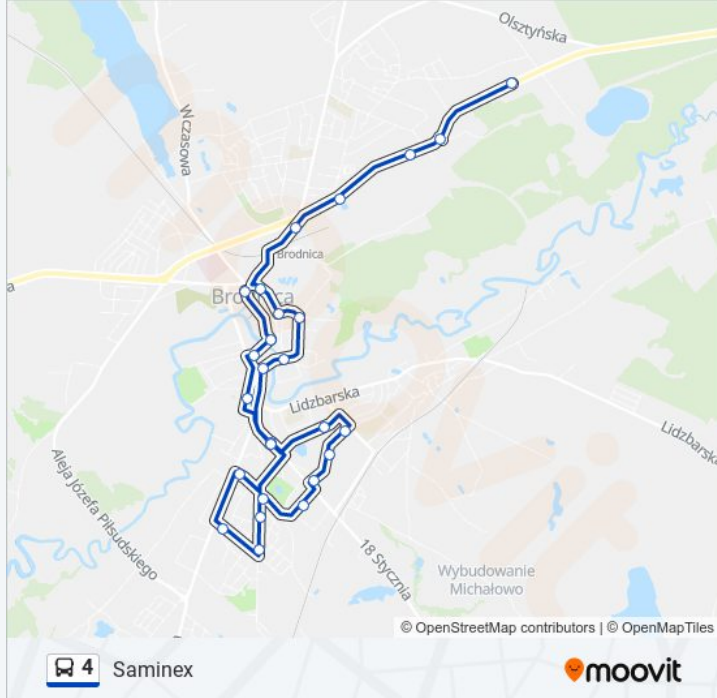 Olsztyńska
Wczasowa
Brodnica
a
Brodnica
Lidzbarska
Lidzbarska
Aleja Józefa Piłsudskiego
18 Stycznia
Wybudowanie
Michałowo
© OpenStreetMap contributors | © OpenMapTiles
4 Saminex
moovit